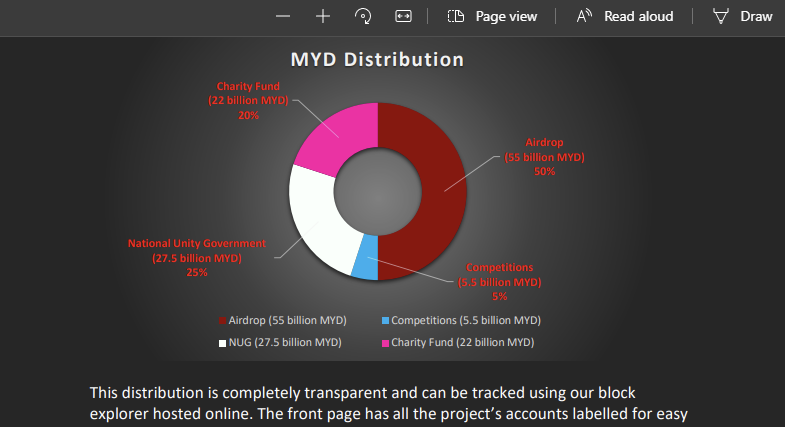 Page view
Read aloud
Draw
MYD Distribution
Charity Fund
(22 billion MYD)
20%
Airdrop
(55 billion MYD)
50%
National Unity Government
(27.5 billion MYD)
25%
Competitions
(5.5 billion MYD)
5%
Airdrop (55 billion MYD)
Competitions (5.5 billion MYD)
NUG (27.5 billion MYD)
Charity Fund (22 billion MYD)
This distribution is completely transparent and can be tracked using our block
explorer hosted online. The front page has all the project's accounts labelled for easy